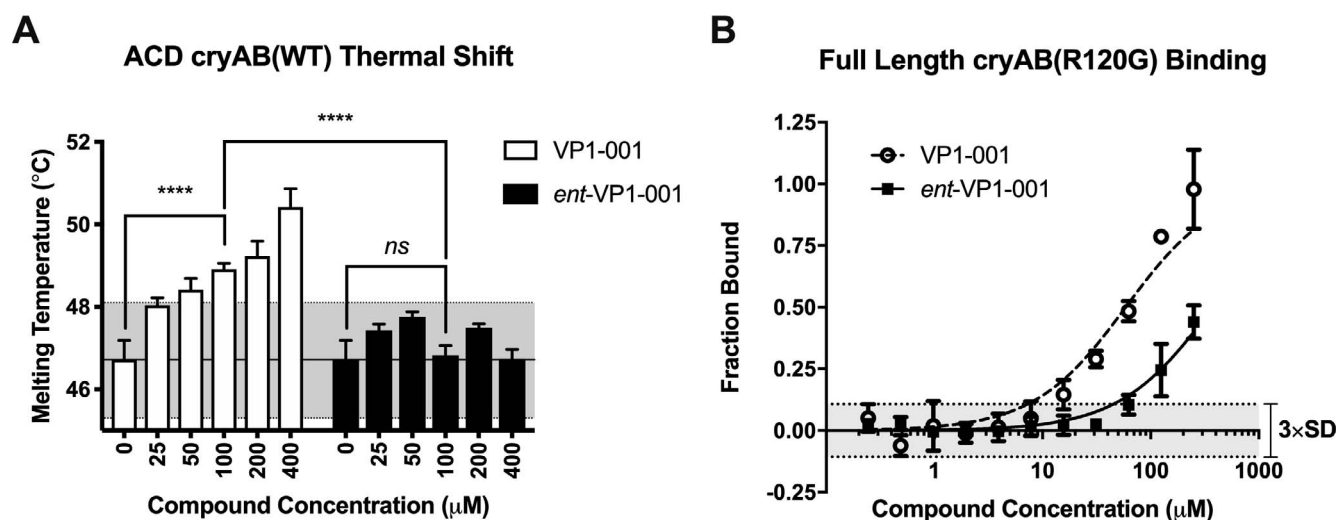 A
ACD cryAB(WT) Thermal Shift
Melting Temperature (°C)
52
50
48
46
****
****
ns
VP1-001
ent-VP1-001
0 25 50 100 200 400 0 25 50 100 200 400
Compound Concentration (μM)
B
Full Length cryAB(R120G) Binding
Fraction Bound
1.25
1.00
0.75
0.50
0.25
0.00
-0.25
VP1-001
ent-VP1-001
3×SD
1 10 100 1000
Compound Concentration (μM)